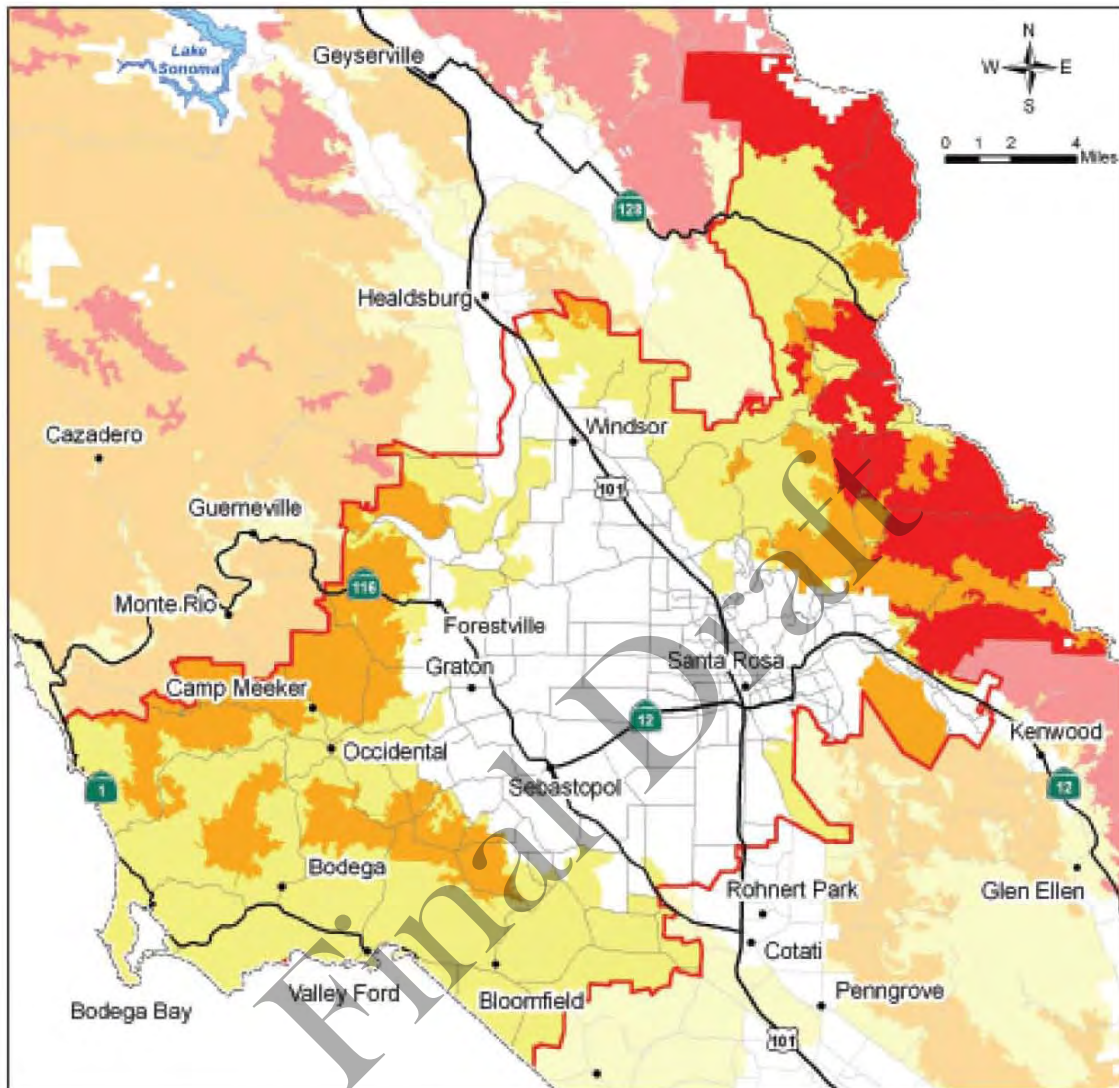 Lake
Sonoma
Geyserville
N
W E
S
0 1 2 4
Miles
128
Healdsburg
Windsor
Cazadero
101
Guerneville
116
Monte Rio
Forestville
Santa Rosa
Graton
Camp Meeker
12
Kenwood
Occidental
Sebastopol
12
1
Bodega
Rohnert Park
Glen Ellen
Cotati
Valley Ford
Bloomfield
Penngrove
Bodega Bay
101
Final Draft